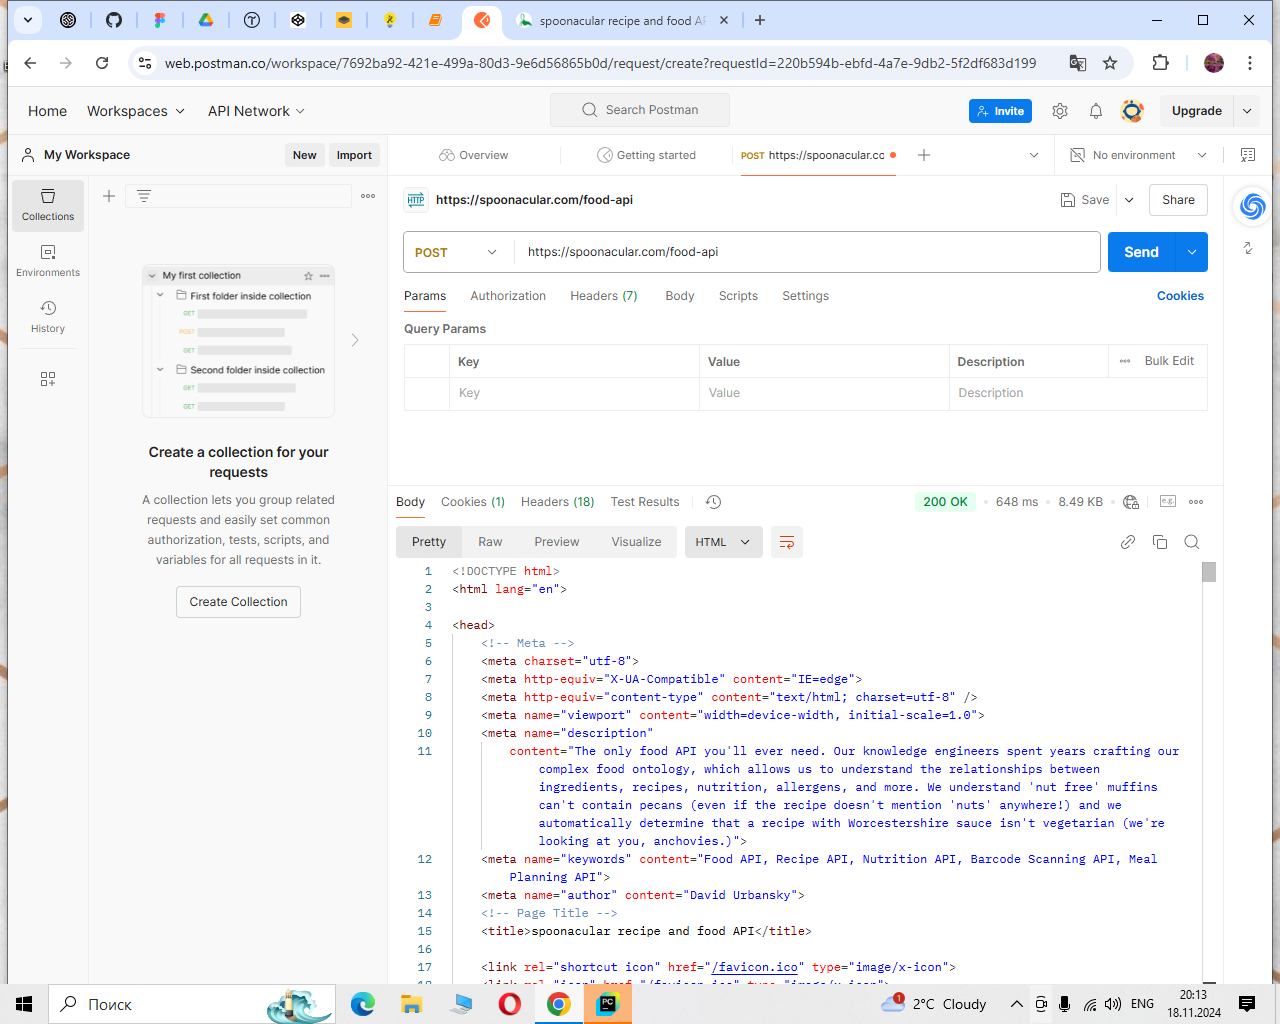 spoonacular recipe and food AP
web.postman.co/workspace/7692ba92-421e-499a-80d3-9e6d56865b0d/request/create?requestId=220b594b-ebfd-4a7e-9db2-5f2df683d199
Home
Workspaces
API Network
Search Postman
Invite
Upgrade
My Workspace
New
Import
Overview
Getting started
POST https://spoonacular.cc
No environment
Collections
Environments
History
HTTP
https://spoonacular.com/food-api
Save
Share
POST
https://spoonacular.com/food-api
Send
Params
Authorization
Headers (7)
Body
Scripts
Settings
Cookies
Query Params
Key
Value
Description
Bulk Edit
Key
Value
Description
My first collection
First folder inside collection
GET
POST
GET
Second folder inside collection
GET
GET
Create a collection for your
requests
A collection lets you group related
requests and easily set common
authorization, tests, scripts, and
variables for all requests in it.
Create Collection
Body
Cookies (1)
Headers (18)
Test Results
200 OK
648 ms
8.49 KB
e.g.
Pretty
Raw
Preview
Visualize
HTML
1 <!DOCTYPE html>
2 <html lang="en">
3
4 <head>
5 <!-- Meta -->
6 <meta charset="utf-8">
7 <meta http-equiv="X-UA-Compatible" content="IE=edge">
8 <meta http-equiv="content-type" content="text/html; charset=utf-8" />
9 <meta name="viewport" content="width=device-width, initial-scale=1.0">
10 <meta name="description"
11 content="The only food API you'll ever need. Our knowledge engineers spent years crafting our
complex food ontology, which allows us to understand the relationships between
ingredients, recipes, nutrition, allergens, and more. We understand 'nut free' muffins
can't contain pecans (even if the recipe doesn't mention 'nuts' anywhere!) and we
automatically determine that a recipe with Worcestershire sauce isn't vegetarian (we're
looking at you, anchovies.)">
12 <meta name="keywords" content="Food API, Recipe API, Nutrition API, Barcode Scanning API, Meal
Planning API">
13 <meta name="author" content="David Urbansky">
14 <!-- Page Title -->
15 <title>spoonacular recipe and food API</title>
16
17 <link rel="shortcut icon" href="/favicon.ico" type="image/x-icon">
Поиск
PC
1
2°C Cloudy
ENG
20:13
18.11.2024